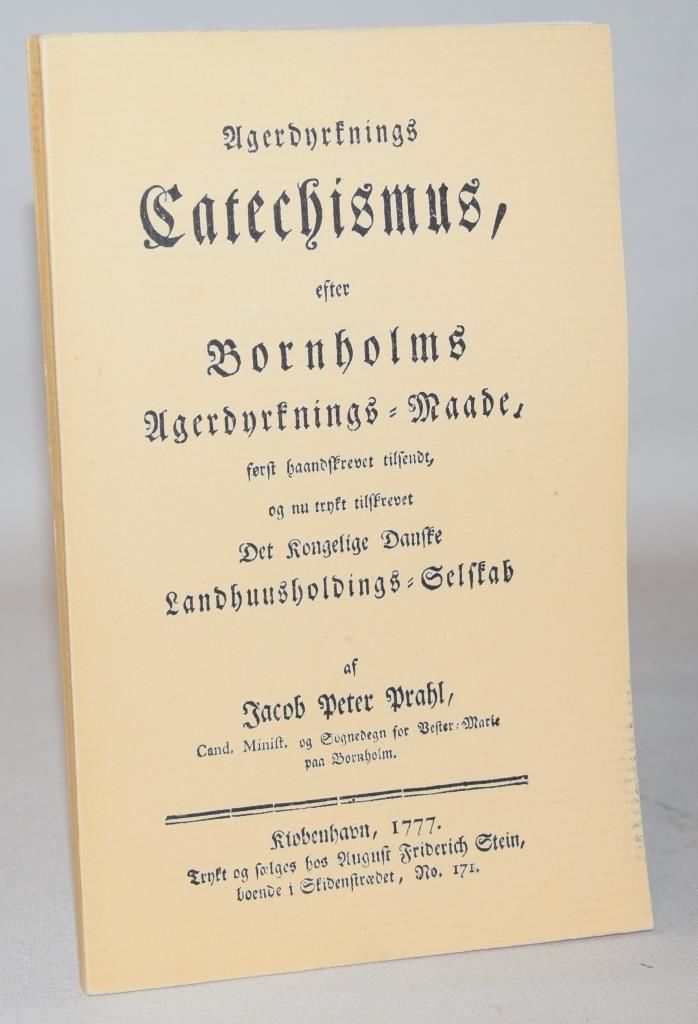 Agerdyrknings
Catechismus,
efter
Bornholms
Agerdyrknings-Maade,
først haandskrevet tilsendt,
og nu trykt tilskrevet
Det Kongelige Danske
Landhuusholdings-Selskab
af
Jacob Peter Prahl,
Cand. Minist. og Sognedegn for Vester-Marie
paa Bornholm.
Kiøbenhavn, 1777.
Trykt og sælges hos August Friderich Stein,
boende i Skidenstrædet, No. 171.